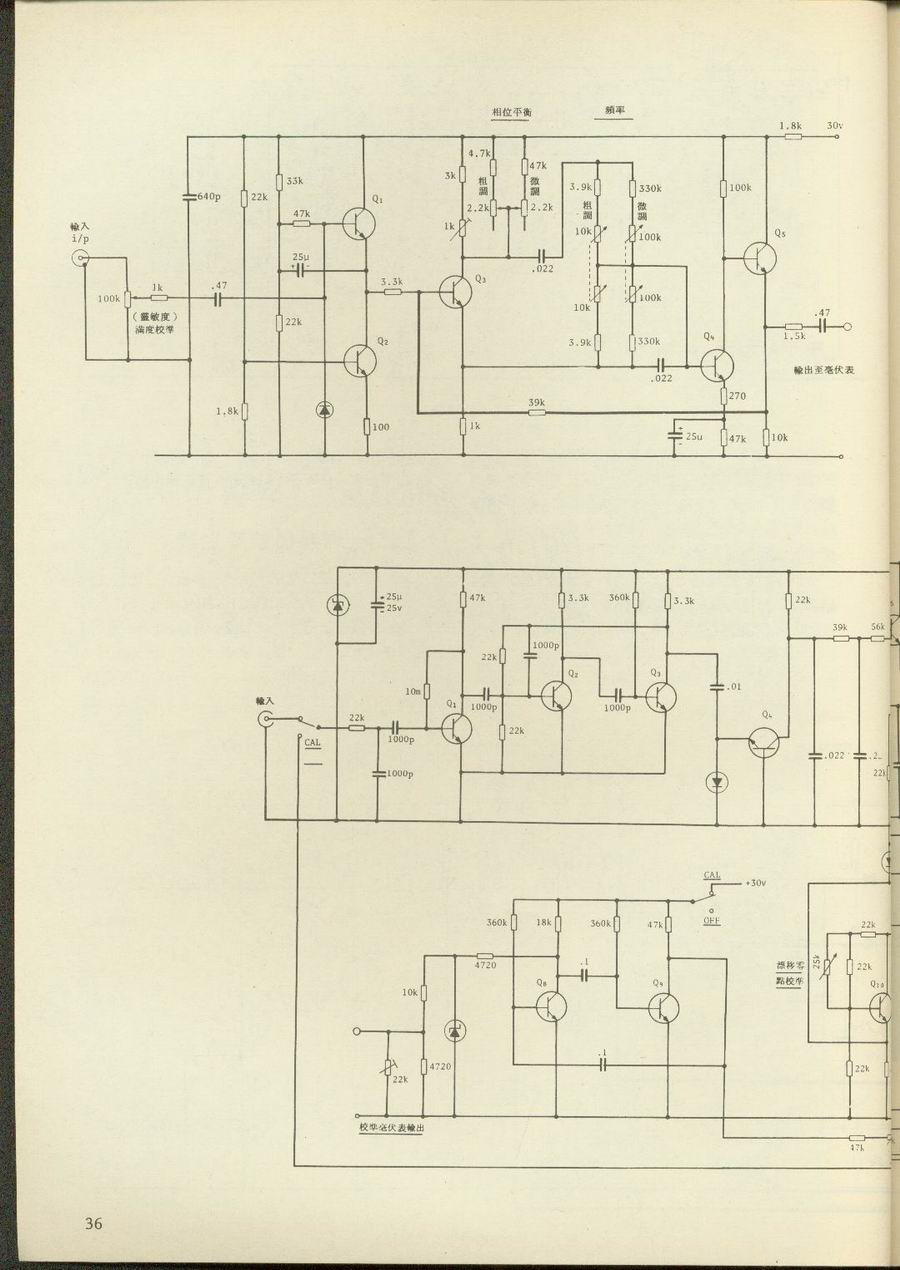 相位平衡
頻率
1.8k
30v
4.7k
47k
3k
粗調
微調
2.2k
2.2k
1k
3.9k
330k
粗調
微調
10k
100k
10k
100k
3.9k
330k
100k
640p
22k
33k
47k
Q₁
25μ
輸入
i/p
100k
1k
.47
(靈敏度)
滿度校準
22k
3.3k
Q₃
.022
Q₅
Q₂
Q₄
.022
.47
1.5k
輸出至毫伏表
1.8k
100
1k
39k
270
25u
47k
10k
25μ
25v
47k
3.3k
360k
3.3k
22k
39k
56k
1000p
22k
10m
Q₁
1000p
Q₂
1000p
Q₃
.01
Q₄
輸入
CAL
22k
1000p
1000p
22k
.022
22k
CAL
+30v
OFF
360k
18k
360k
47k
4720
.1
10k
Q₈
Q₉
漂移零
點校準
25k
22k
22k
Q₁₀
.1
22k
4720
22k
校準毫伏表輸出
47k
36